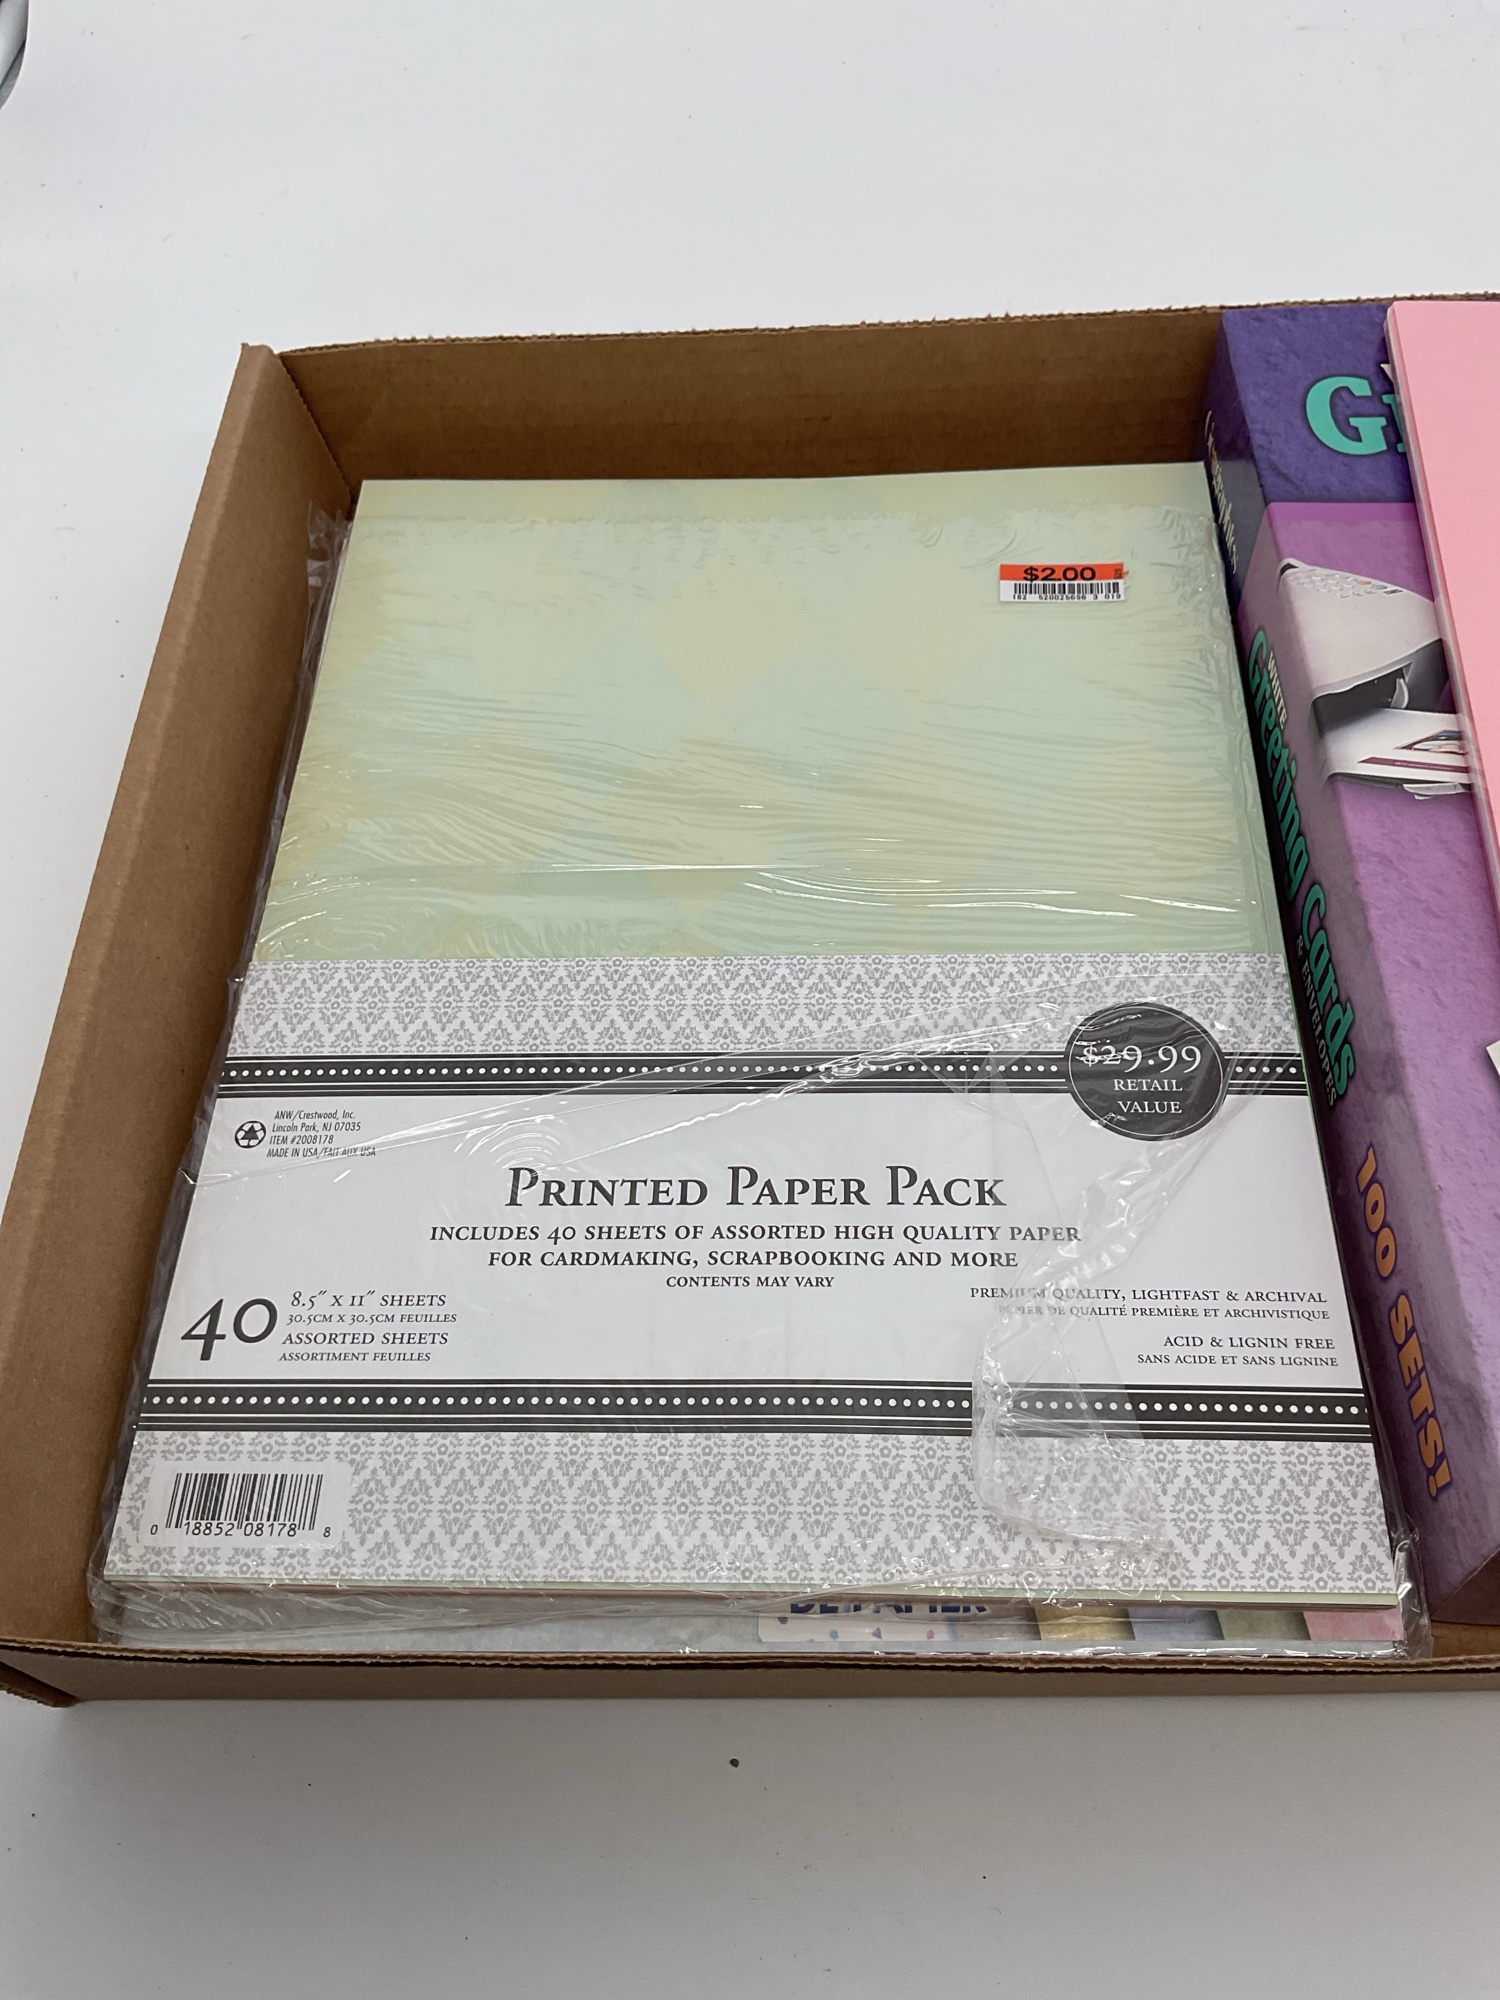 $2.00
$29.99
RETAIL
VALUE
ANW/Crestwood, Inc.
Lincoln Park, NJ 07035
ITEM #2008178
MADE IN USA/FAIT AUX USA
PRINTED PAPER PACK
INCLUDES 40 SHEETS OF ASSORTED HIGH QUALITY PAPER
FOR CARDMAKING, SCRAPBOOKING AND MORE
CONTENTS MAY VARY
40
8.5" X 11" SHEETS
30.5CM X 30.5CM FEUILLES
ASSORTED SHEETS
ASSORTIMENT FEUILLES
PREMIUM QUALITY, LIGHTFAST & ARCHIVAL
PAPIER DE QUALITÉ PREMIÈRE ET ARCHIVISTIQUE
ACID & LIGNIN FREE
SANS ACIDE ET SANS LIGNINE
0 18852 08178 8
WHITE
Greeting Cards
& ENVELOPES
100 SETS!